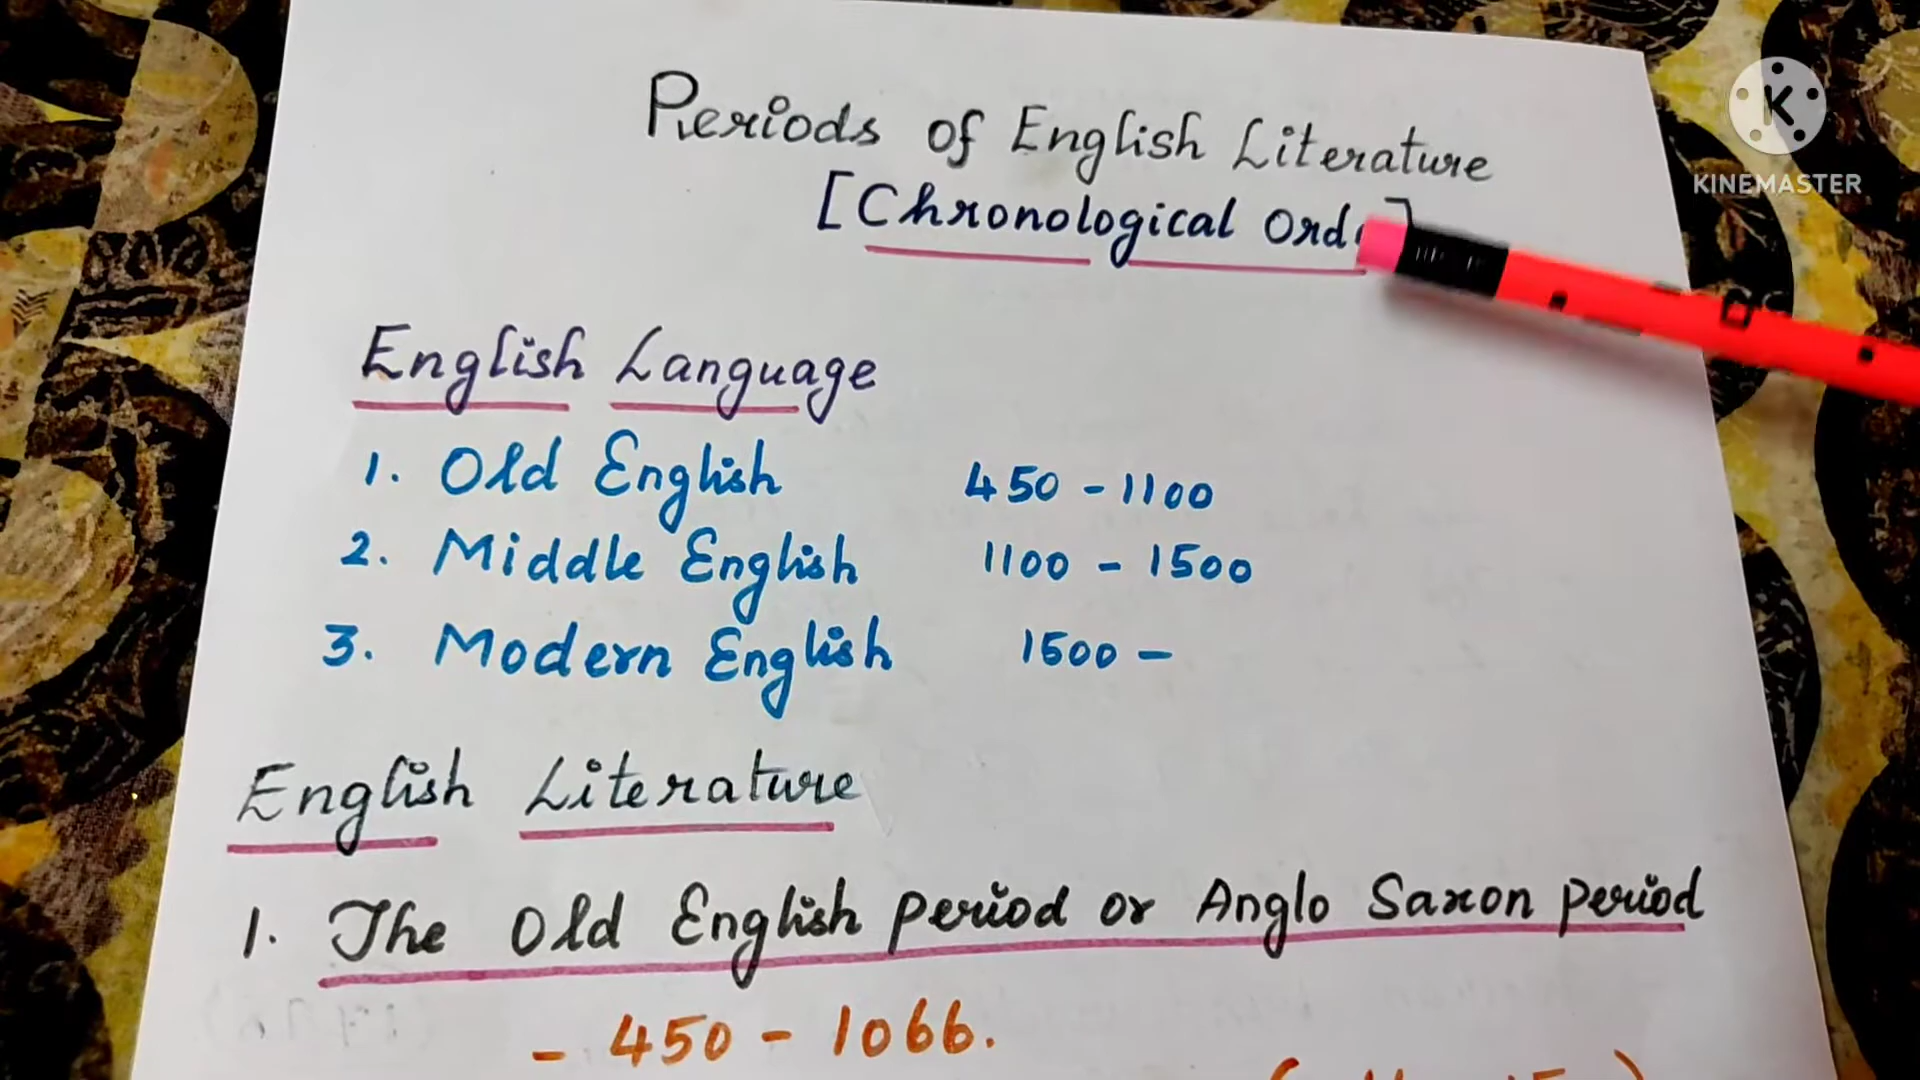 Periods of English Literature
[Chronological Ord]
K
KINEMASTER
English Language
1. Old English 450 - 1100
2. Middle English 1100 - 1500
3. Modern English 1500 -
English Literature
1. The Old English period or Anglo Saxon period
- 450 - 1066.